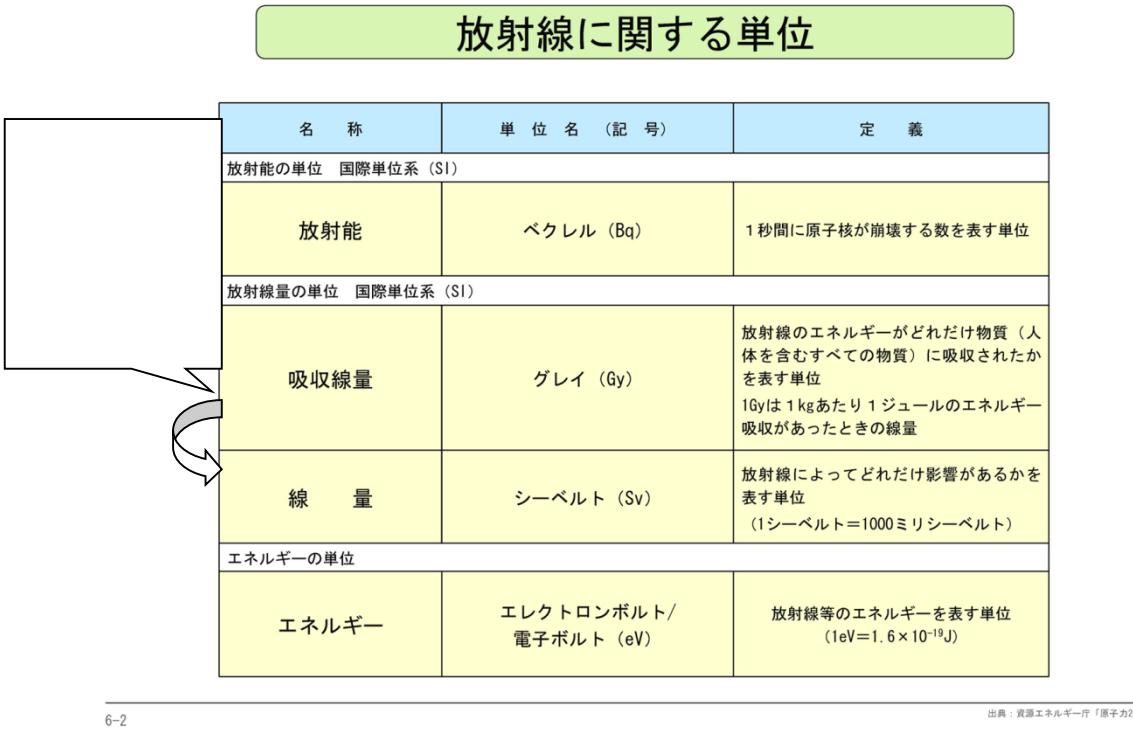 放射線に関する単位
名　称
単　位　名　（記　号）
定　義
放射能の単位　国際単位系（SI）
放射能
ベクレル（Bq）
１秒間に原子核が崩壊する数を表す単位
放射線量の単位　国際単位系（SI）
吸収線量
グレイ（Gy）
放射線のエネルギーがどれだけ物質（人
体を含むすべての物質）に吸収されたか
を表す単位
1Gyは１kgあたり１ジュールのエネルギー
吸収があったときの線量
線　量
シーベルト（Sv）
放射線によってどれだけ影響があるかを
表す単位
（1シーベルト＝1000ミリシーベルト）
エネルギーの単位
エネルギー
エレクトロンボルト/
電子ボルト（eV）
放射線等のエネルギーを表す単位
(1eV＝1.6×10⁻¹⁹J)
6-2
出典：資源エネルギー庁「原子力2